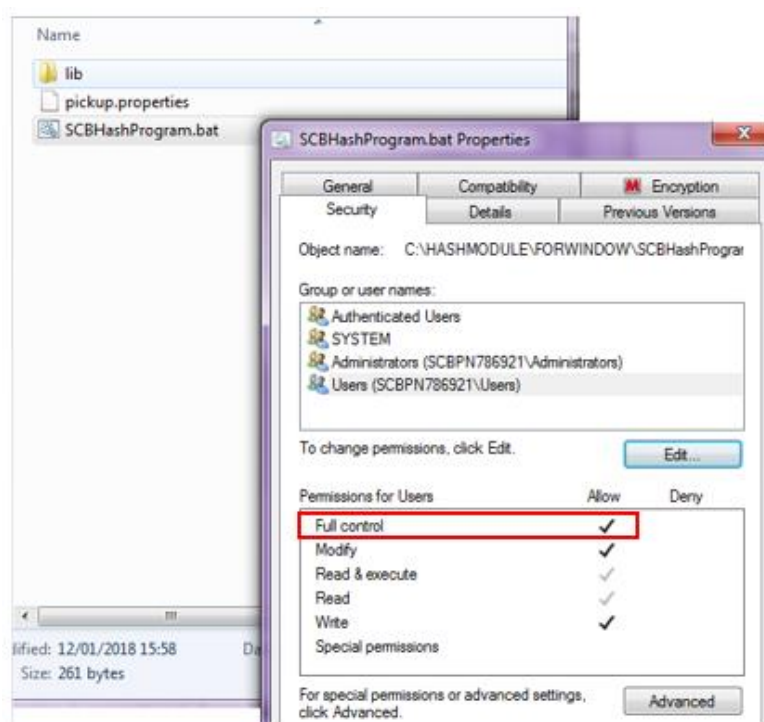 Name
lib
pickup.properties
SCBHashProgram.bat
SCBHashProgram.bat Properties
General Compatibility Encryption
Security Details Previous Versions
Object name: C:\HASHMODULE\FORWINDOW\SCBHashPrograr
Group or user names:
Authenticated Users
SYSTEM
Administrators (SCBPN786921\Administrators)
Users (SCBPN786921\Users)
To change permissions, click Edit.
Edit...
Permissions for Users Allow Deny
Full control
Modify
Read & execute
Read
Write
Special permissions
For special permissions or advanced settings,
click Advanced.
Advanced
dified: 12/01/2018 15:58 Da
Size: 261 bytes